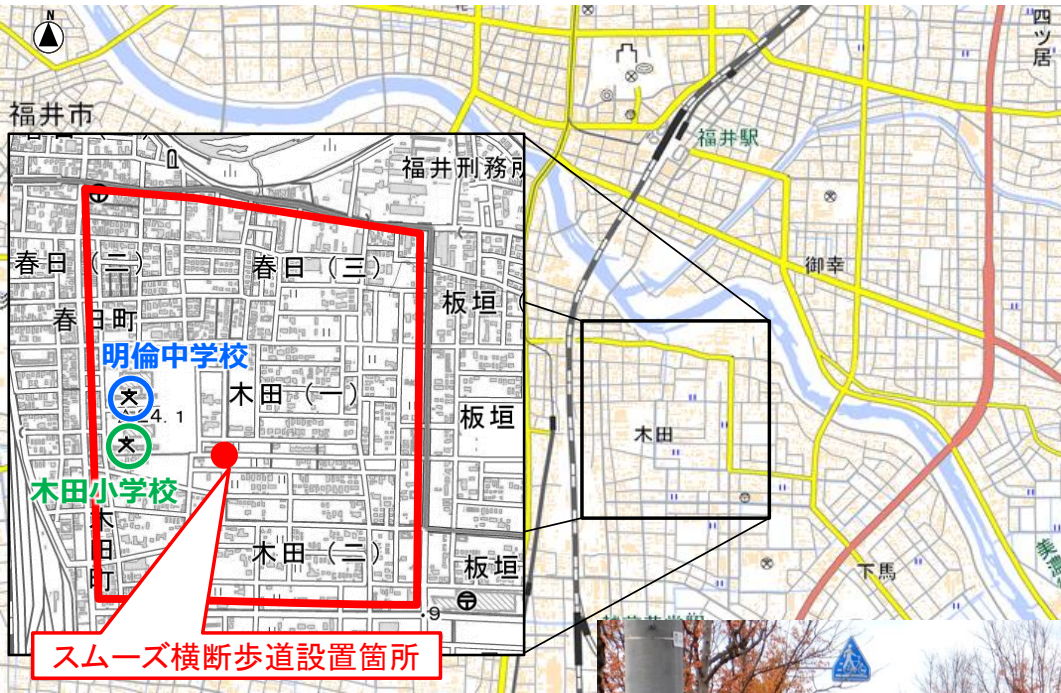 N
四ツ居
福井市
福井駅
福井刑務所
春日（二）
春日（三）
板垣
春日町
御幸
明倫中学校
木田（一）
4.1
板垣
木田
木田小学校
木田町
木田（二）
板垣
下馬
.9
スムーズ横断歩道設置箇所